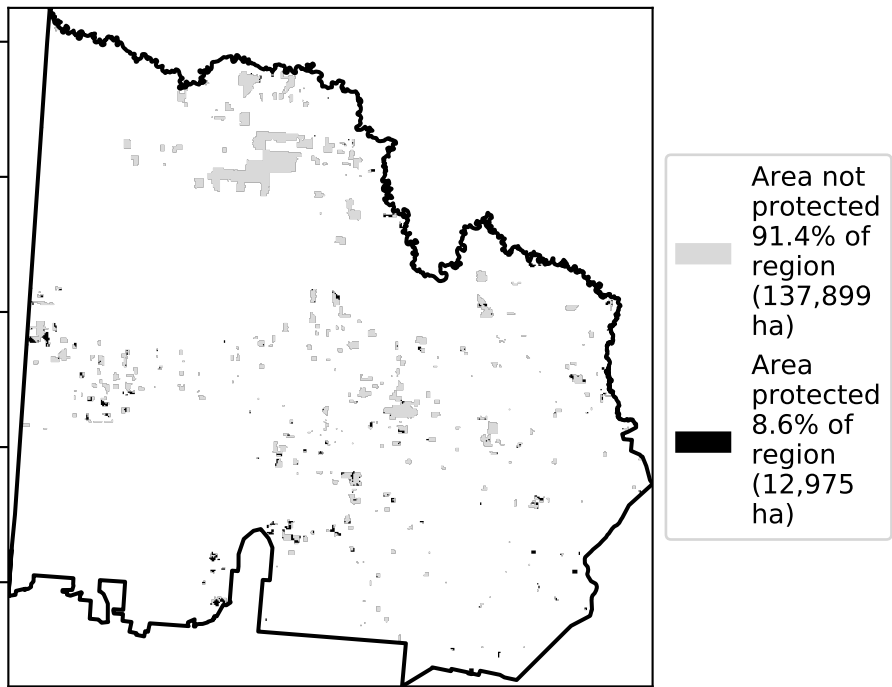 Area not
protected
91.4% of
region
(137,899
ha)
Area
protected
8.6% of
region
(12,975
ha)